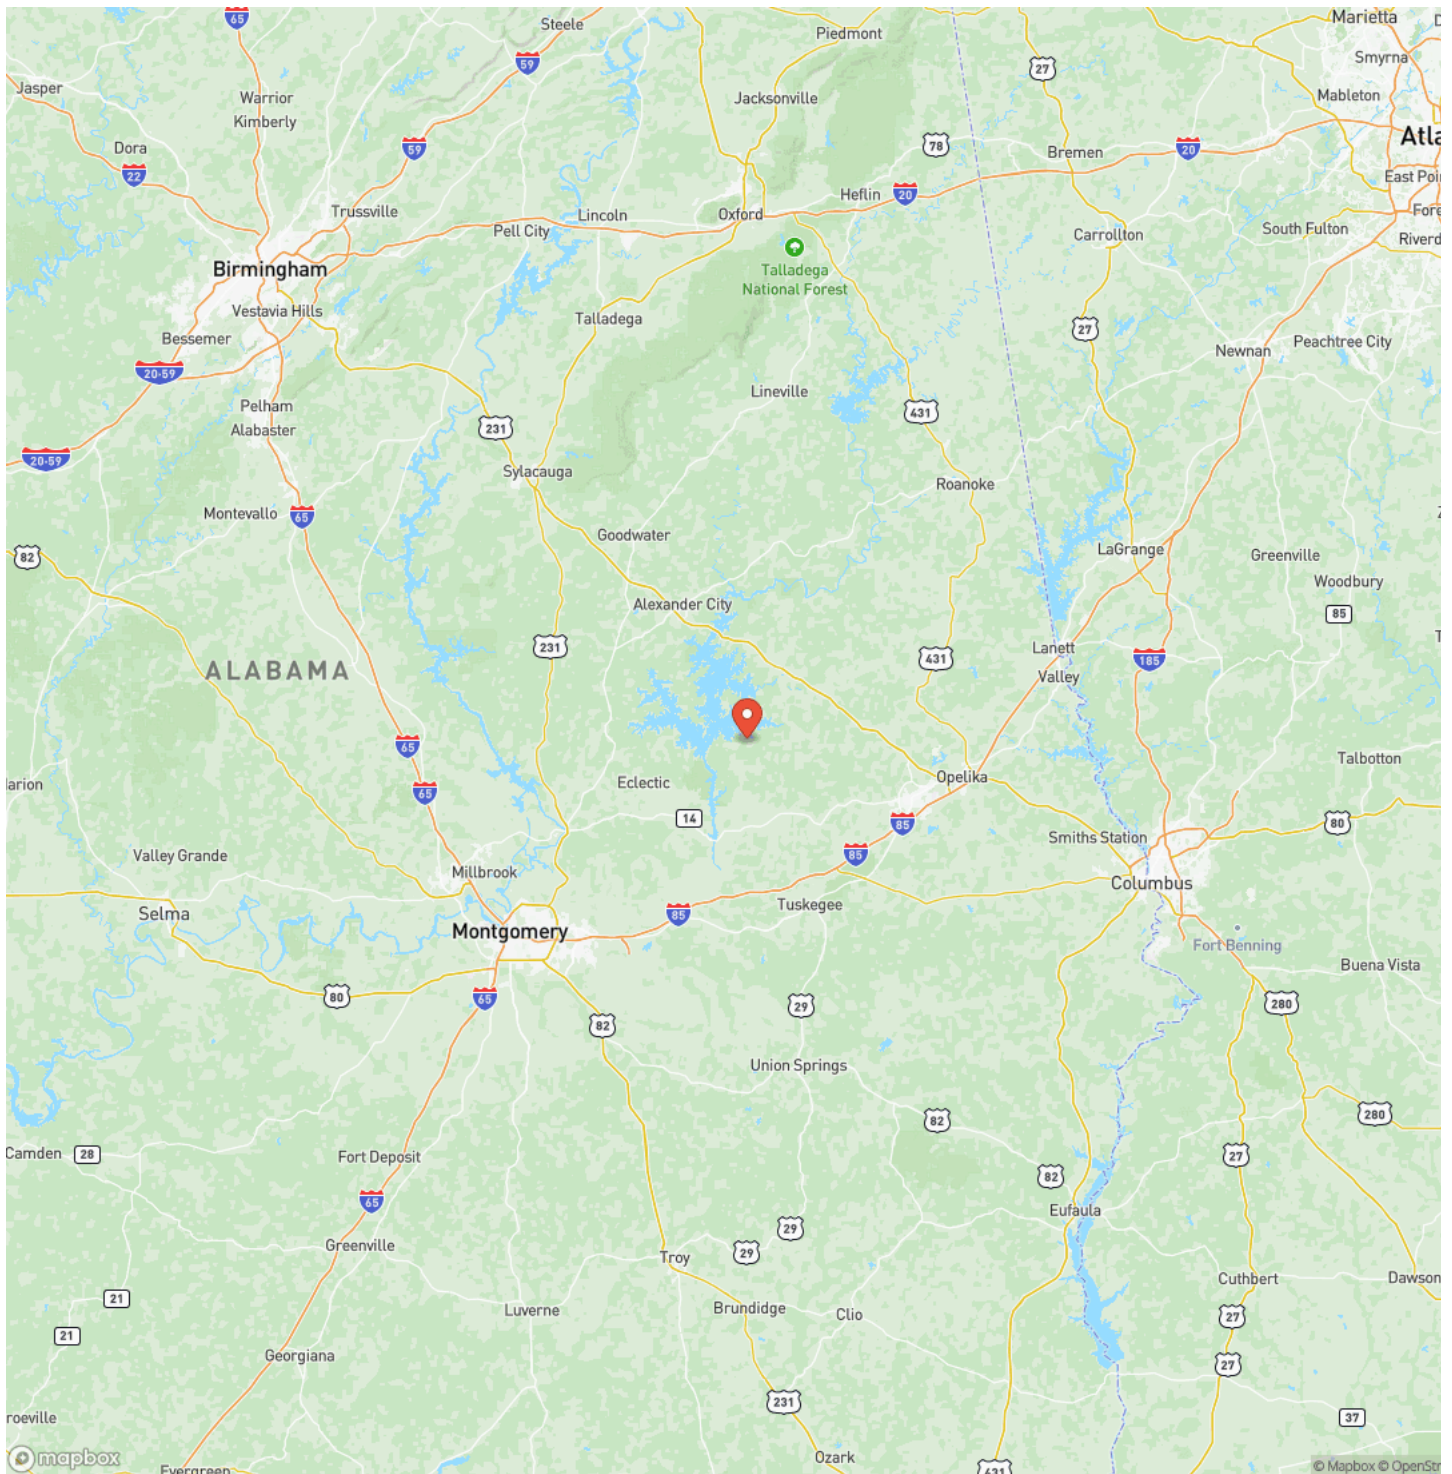 65
Steele
Piedmont
Marietta
59
27
Smyrna
Jasper
Warrior
Kimberly
Jacksonville
Mableton
Dora
59
78
Bremen
20
Atla
22
East Poin
Trussville
Lincoln
Oxford
Heflin
20
Fore
Pell City
Carrollton
South Fulton
Riverd
Birmingham
Talladega
National Forest
Vestavia Hills
Talladega
27
Bessemer
Newnan
Peachtree City
20-59
Lineville
Pelham
Alabaster
231
431
20-59
Sylacauga
Roanoke
Montevallo
65
Goodwater
82
LaGrange
Greenville
Woodbury
Alexander City
85
231
431
Lanett
Valley
185
ALABAMA
65
Talbotton
arion
65
Eclectic
Opelika
14
85
80
Smiths Station
85
Valley Grande
Millbrook
Columbus
Selma
85
Tuskegee
Montgomery
Fort Benning
Buena Vista
80
65
29
280
82
Union Springs
82
280
Camden
28
Fort Deposit
27
82
65
Eufaula
29
Greenville
Troy
29
Cuthbert
Dawson
21
Luverne
Brundidge
Clio
27
21
Georgiana
27
231
roeville
37
mapbox
Ozark
Evergreen
431
© Mapbox © OpenStr